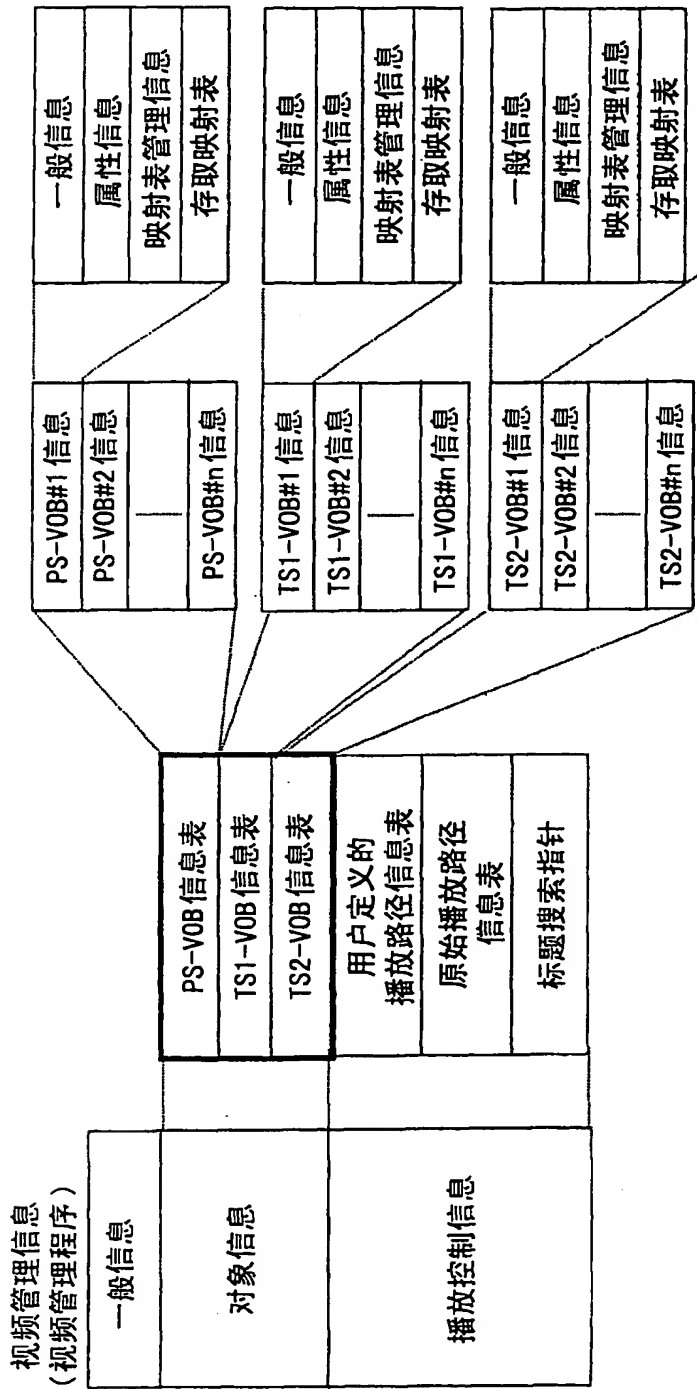 视频管理信息
(视频管理程序)
一般信息
对象信息
播放控制信息
PS-VOB信息表
TS1-VOB信息表
TS2-VOB信息表
用户定义的
播放路径信息表
原始播放路径
信息表
标题搜索指针
PS-VOB#1信息
PS-VOB#2信息
PS-VOB#n信息
TS1-VOB#1信息
TS1-VOB#2信息
TS1-VOB#n信息
TS2-VOB#1信息
TS2-VOB#2信息
TS2-VOB#n信息
一般信息
属性信息
映射表管理信息
存取映射表
一般信息
属性信息
映射表管理信息
存取映射表
一般信息
属性信息
映射表管理信息
存取映射表